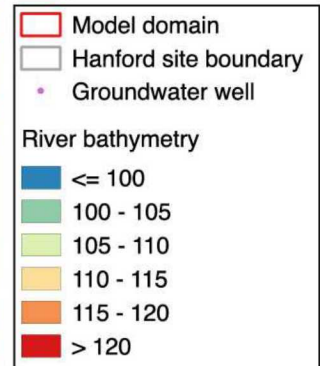 Model domain
Hanford site boundary
Groundwater well
River bathymetry
<= 100
100 - 105
105 - 110
110 - 115
115 - 120
> 120